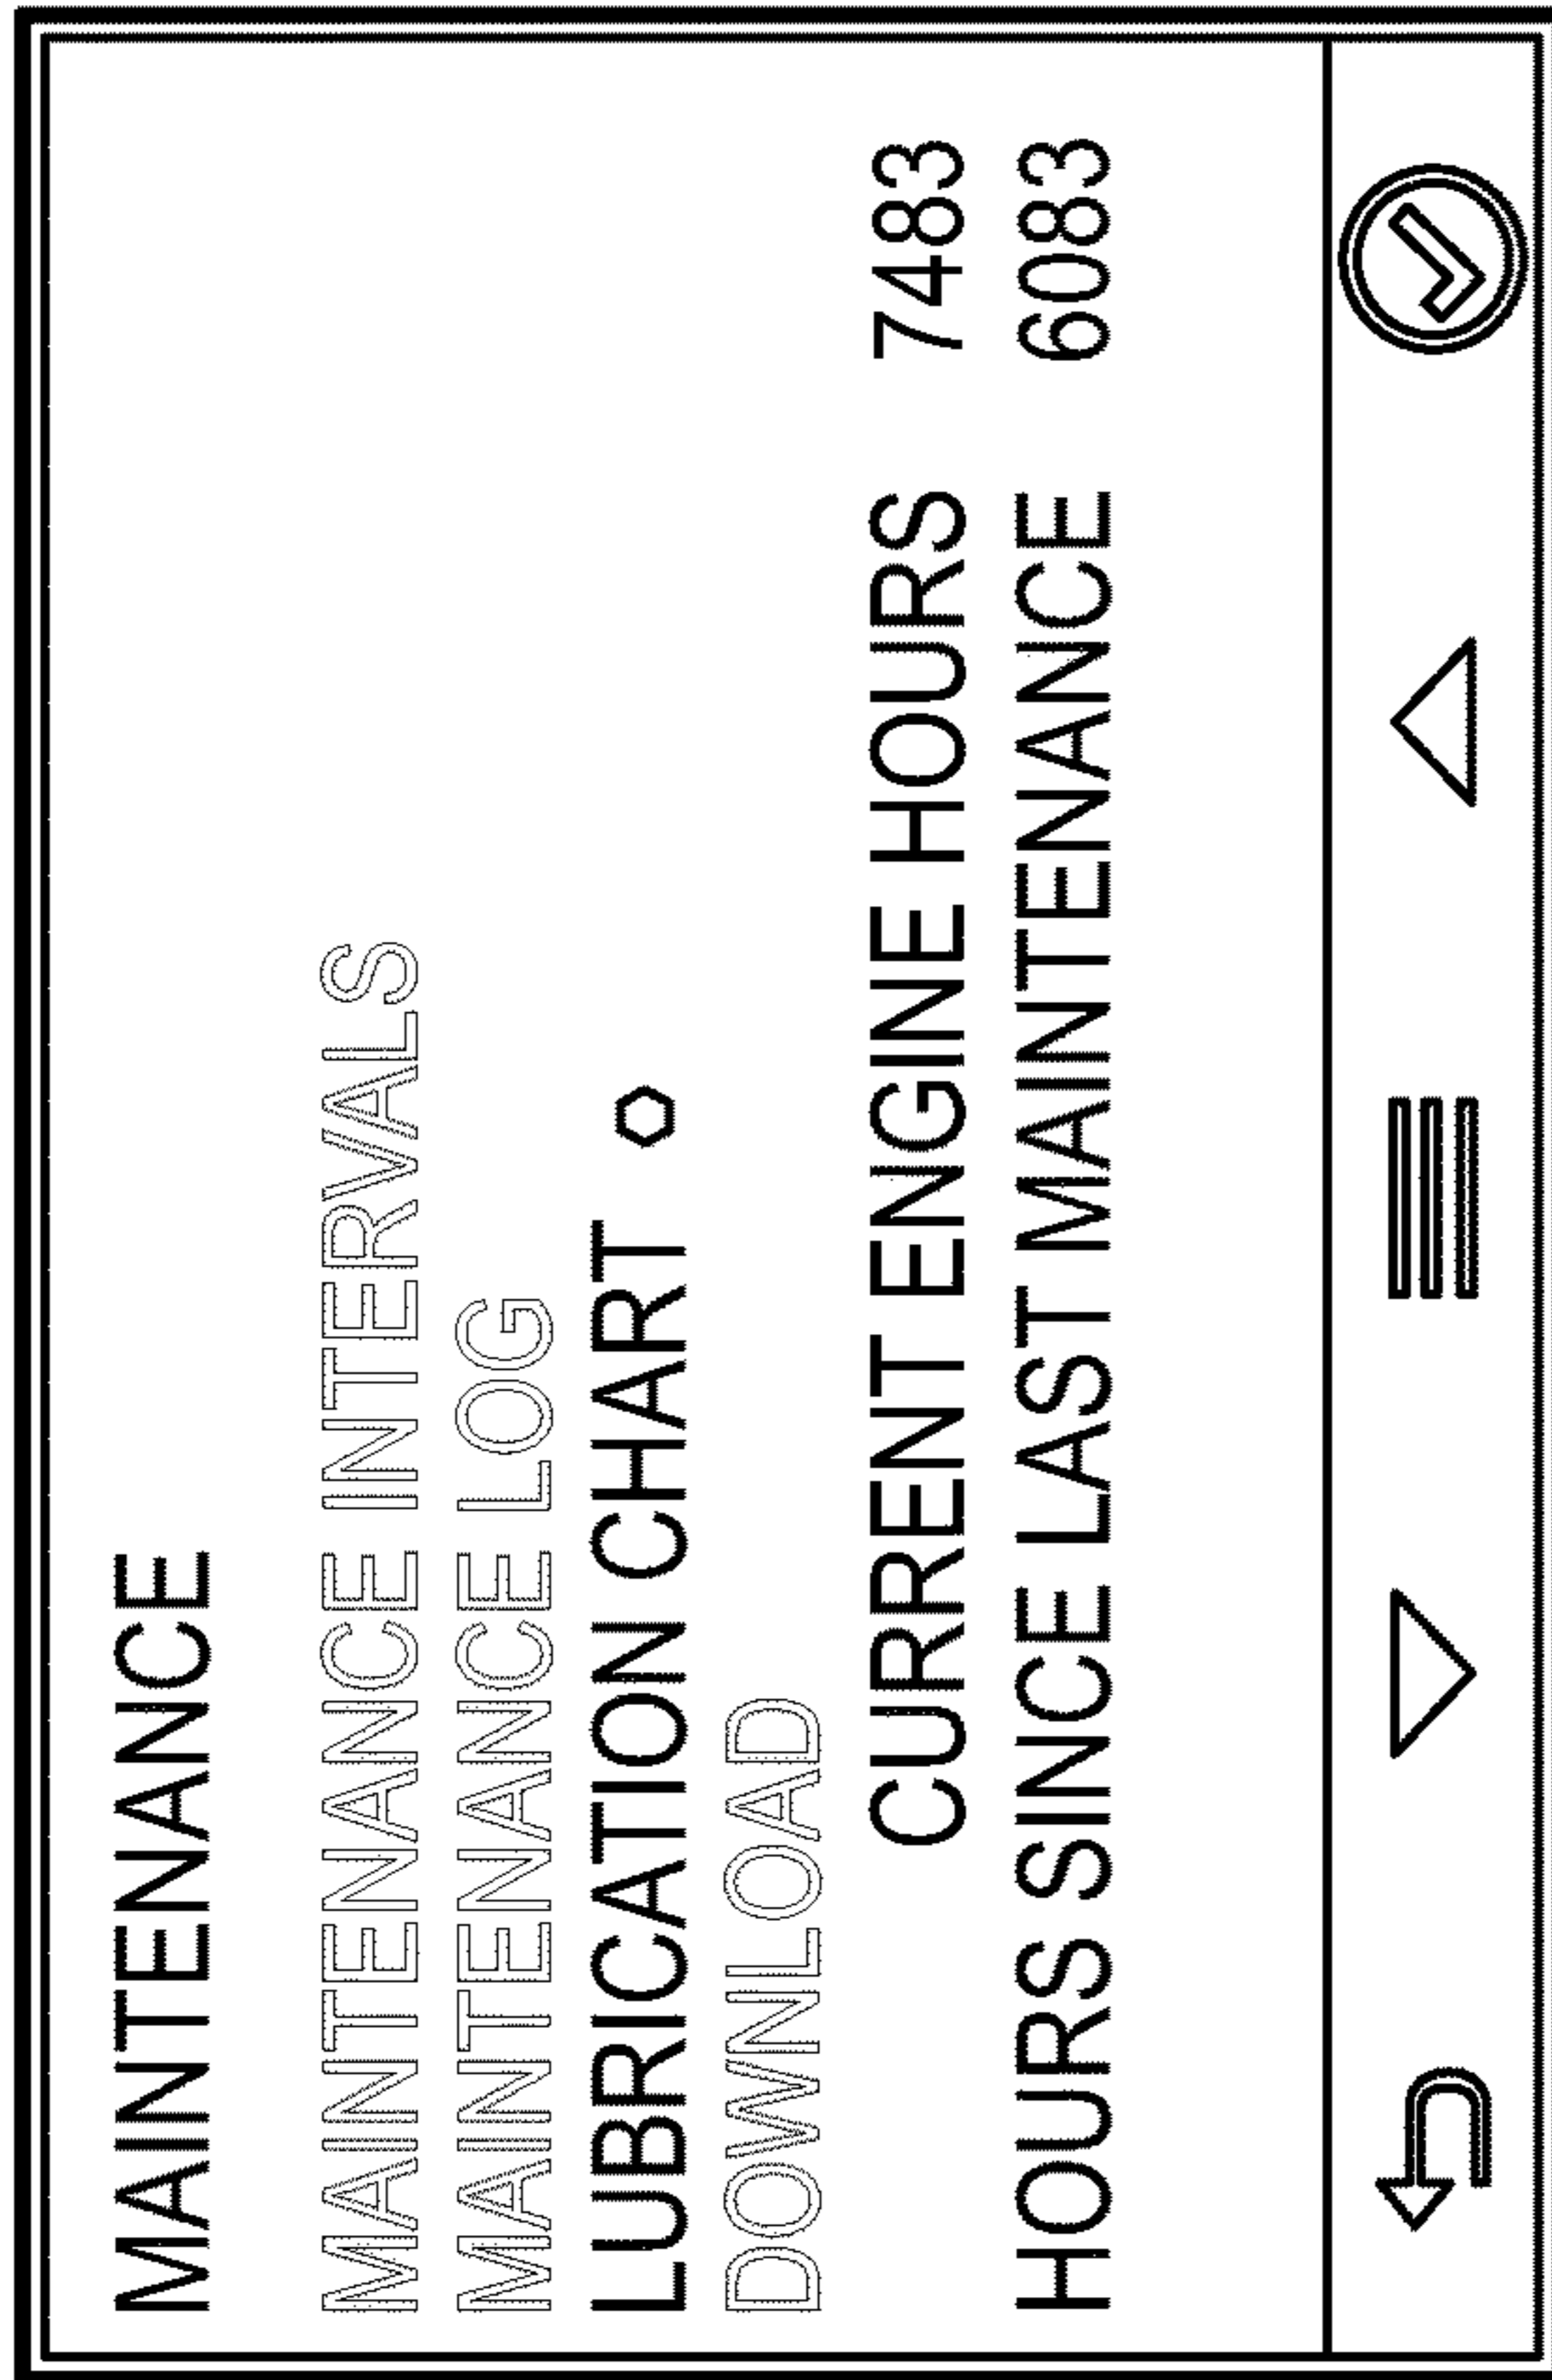 MAINTENANCE
MAINTENANCE INTERVALS
MAINTENANCE LOG
LUBRICATION CHART
DOWNLOAD
CURRENT ENGINE HOURS 7483
HOURS SINCE LAST MAINTENANCE 6083